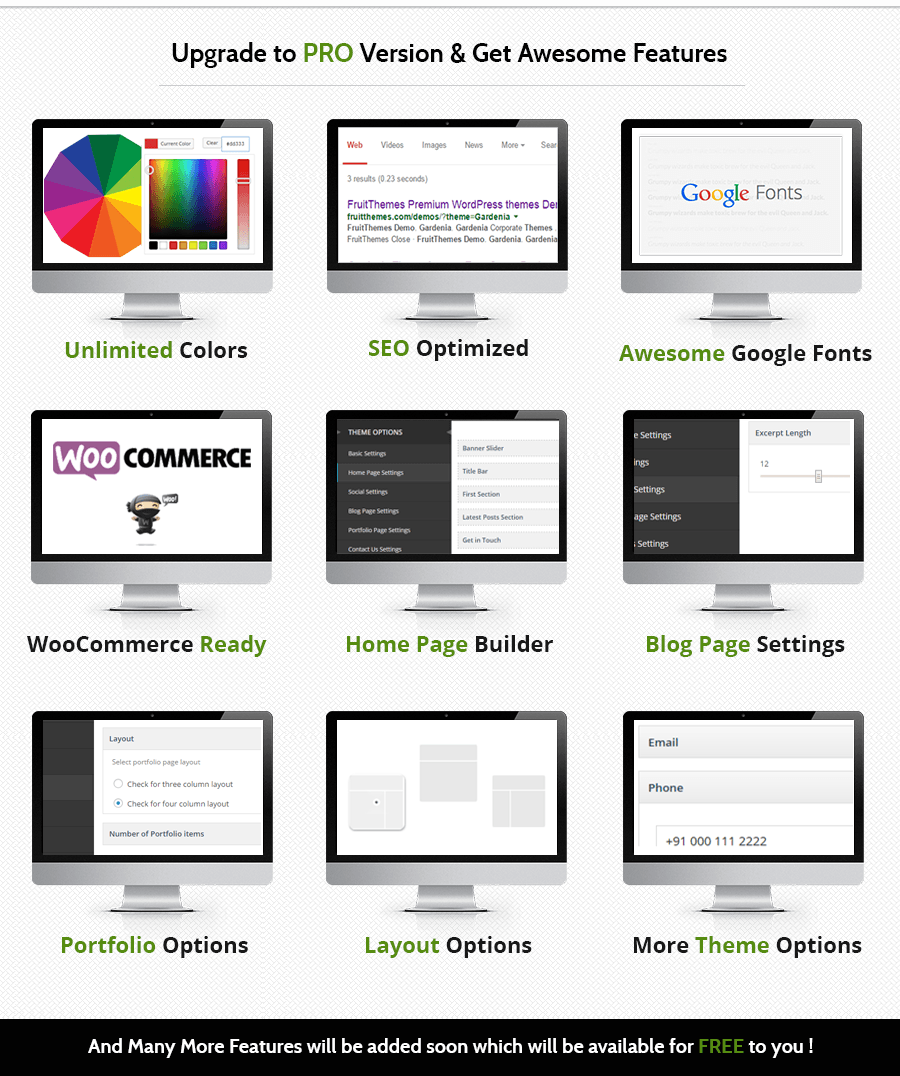 Upgrade to PRO Version & Get Awesome Features
Current Color
Clear
Web Videos Images News More Sear
3 results (0.23 seconds)
FruitThemes Premium WordPress themes Der
fruitthemes.com/demos/?theme=Gardenia
FruitThemes Demo. Gardenia. Gardenia Corporate Themes
FruitThemes Close · FruitThemes Demo. Gardenia. Gardenia
Google Fonts
Unlimited Colors
SEO Optimized
Awesome Google Fonts
WOO COMMERCE
WOO!
THEME OPTIONS
Basic Settings
Home Page Settings
Social Settings
Blog Page Settings
Portfolio Page Settings
Contact Us Settings
Banner Slider
Title Bar
First Section
Latest Posts Section
Get in Touch
e Settings
ings
Settings
age Settings
s Settings
Excerpt Length
12
WooCommerce Ready
Home Page Builder
Blog Page Settings
Layout
Select portfolio page layout
Check for three column layout
Check for four column layout
Number of Portfolio items
Email
Phone
+91 000 111 2222
Portfolio Options
Layout Options
More Theme Options
And Many More Features will be added soon which will be available for FREE to you !